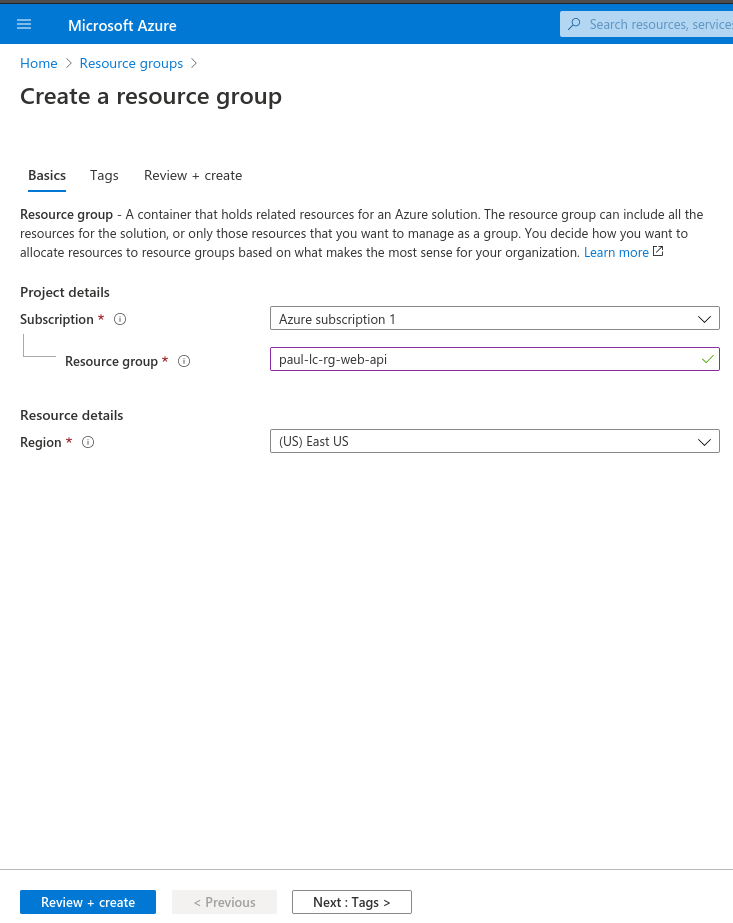 Microsoft Azure
Search resources, services
Home > Resource groups >
Create a resource group
Basics Tags Review + create
Resource group - A container that holds related resources for an Azure solution. The resource group can include all the
resources for the solution, or only those resources that you want to manage as a group. You decide how you want to
allocate resources to resource groups based on what makes the most sense for your organization. Learn more
Project details
Subscription * Azure subscription 1
Resource group * paul-lc-rg-web-api
Resource details
Region * (US) East US
Review + create < Previous Next : Tags >